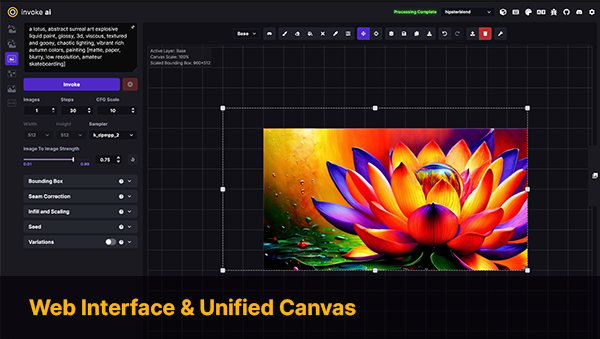 invoke ai
Processing Complete
hipsterblend
a lotus, abstract surreal art explosive
liquid paint, glossy, 3d, viscous, textured
and gooey, chaotic lighting, vibrant rich
autumn colors, painting [matte, paper,
blurry, low resolution, amateur
skateboarding]
Base
Active Layer: Base
Canvas Scale: 100%
Scaled Bounding Box: 960×512
Invoke
Images
Steps
CFG Scale
1
30
10
Width
Height
Sampler
512
512
k_dpmpp_2
Image To Image Strength
0.75
0.01
0.99
Bounding Box
Seam Correction
Infill and Scaling
Seed
Variations
Web Interface & Unified Canvas